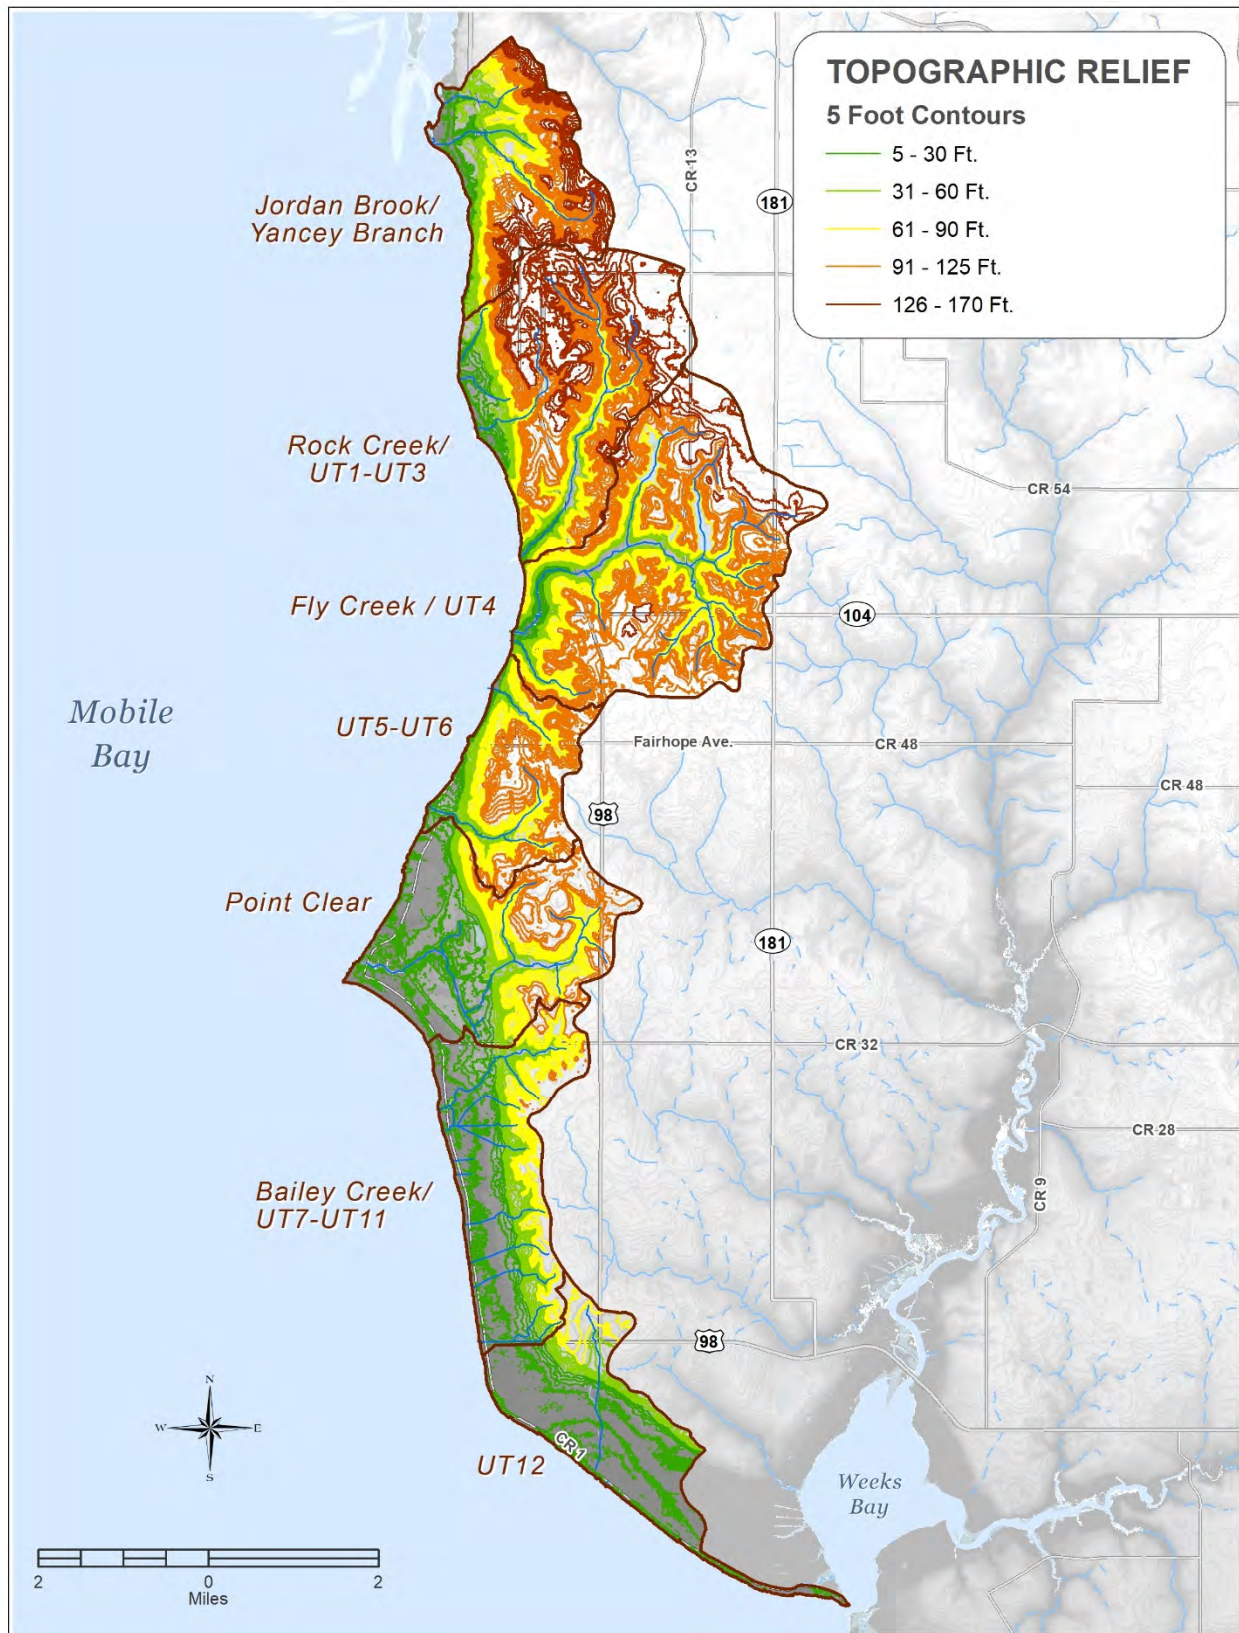 TOPOGRAPHIC RELIEF
5 Foot Contours
5 - 30 Ft.
31 - 60 Ft.
61 - 90 Ft.
91 - 125 Ft.
126 - 170 Ft.
CR 13
181
Jordan Brook/
Yancey Branch
Rock Creek/
UT1-UT3
CR 54
Fly Creek / UT4
104
Mobile
Bay
UT5-UT6
Fairhope Ave.
CR 48
CR 48
98
Point Clear
181
CR 32
CR 28
Bailey Creek/
UT7-UT11
CR 9
98
N
W
E
S
CR 1
UT12
Weeks
Bay
2
0
2
Miles